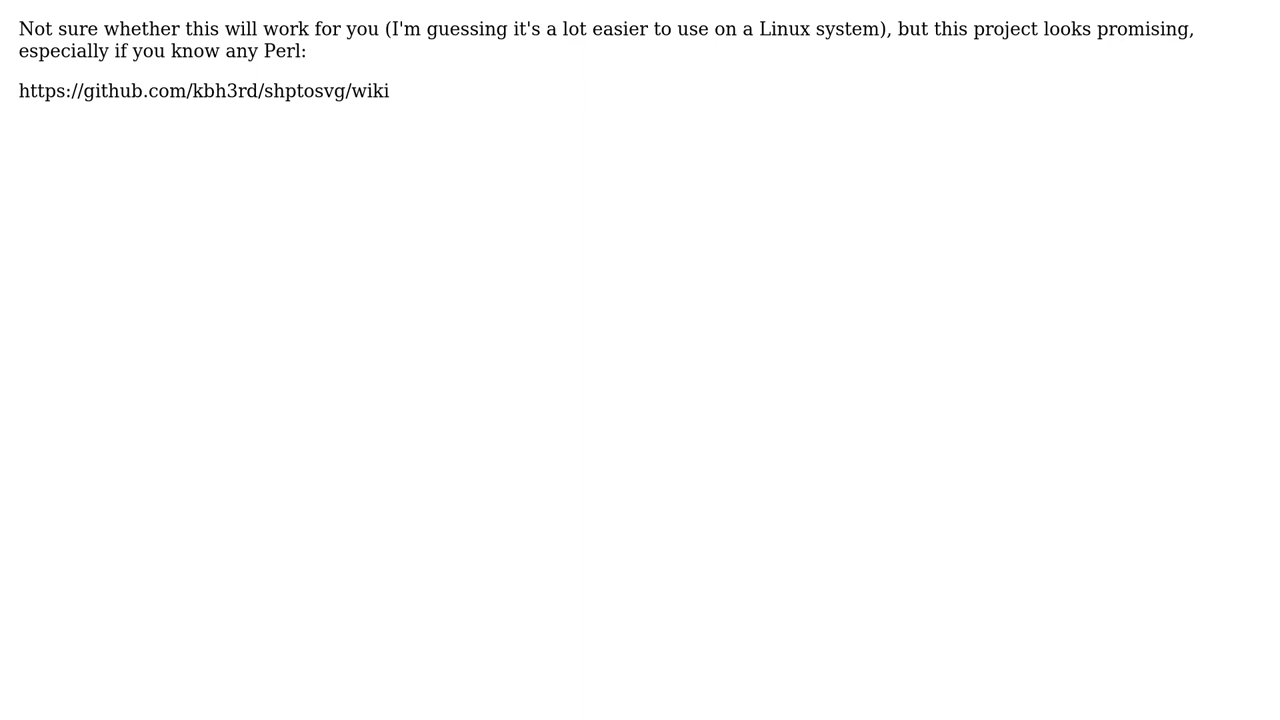 Not sure whether this will work for you (I'm guessing it's a lot easier to use on a Linux system), but this project looks promising,
especially if you know any Perl:
https://github.com/kbh3rd/shptosvg/wiki